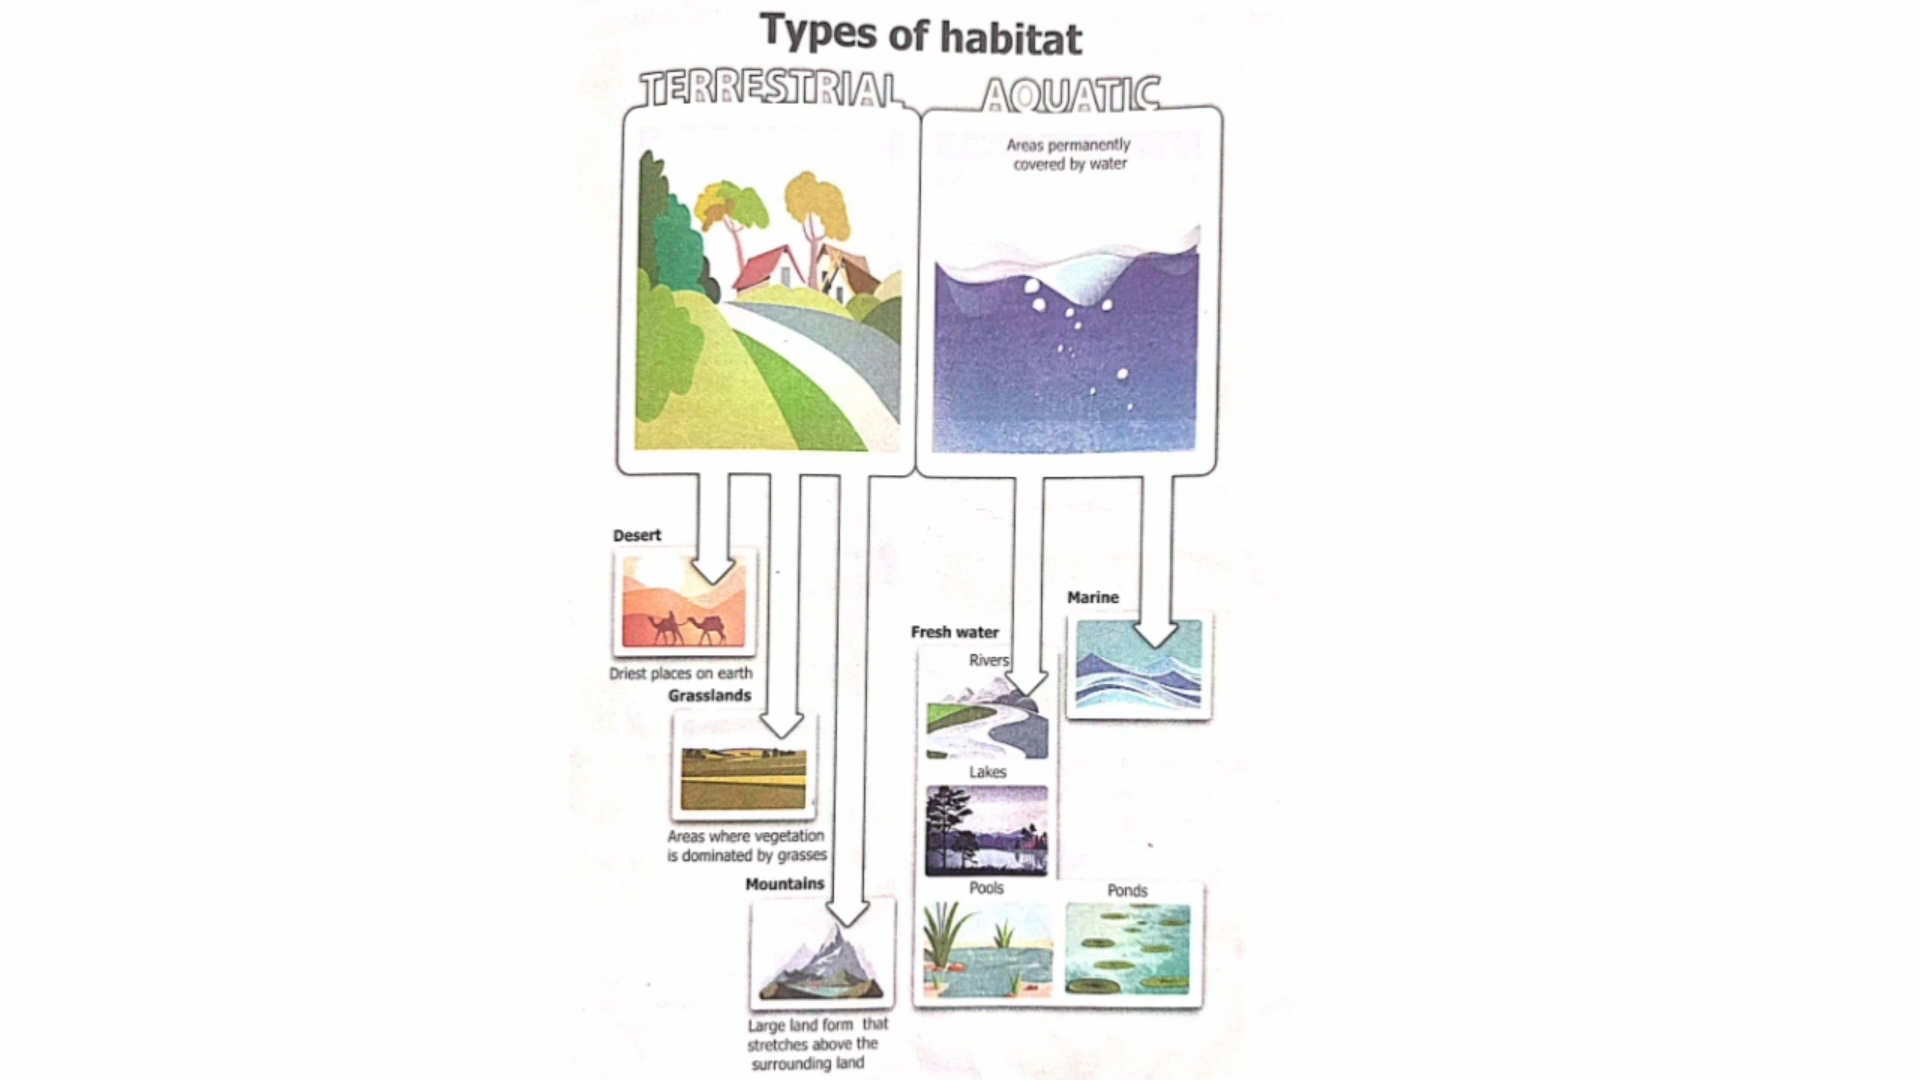 Types of habitat
TERRESTRIAL
AQUATIC
Areas permanently
covered by water
Desert
Driest places on earth
Grasslands
Areas where vegetation
is dominated by grasses
Mountains
Large land form that
stretches above the
surrounding land
Fresh water
Rivers
Lakes
Pools
Ponds
Marine